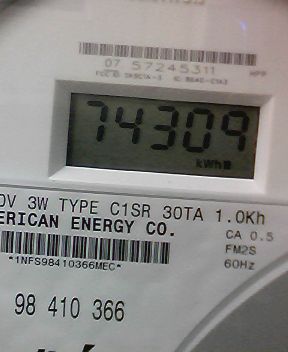 07 57245311
74309
kWh
0V 3W TYPE C1SR 30TA 1.0Kh
ERICAN ENERGY CO.
CA 0.5
FM2S
60Hz
*1NFS98410366MEC*
98 410 366